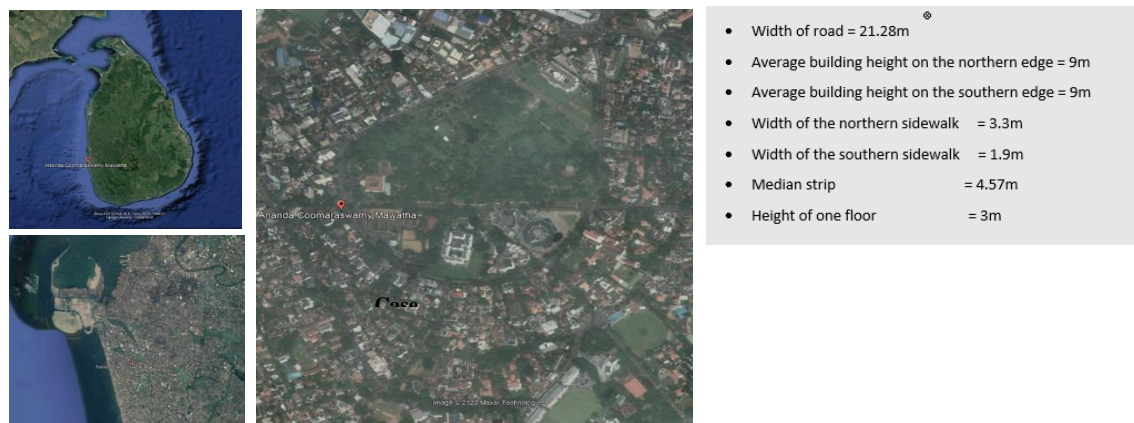 Ananda Coomaraswamy Mawatha
Ananda Coomaraswamy Mawatha
Case
Image © 2023 Maxar Technologies
• Width of road = 21.28m
• Average building height on the northern edge = 9m
• Average building height on the southern edge = 9m
• Width of the northern sidewalk = 3.3m
• Width of the southern sidewalk = 1.9m
• Median strip = 4.57m
• Height of one floor = 3m